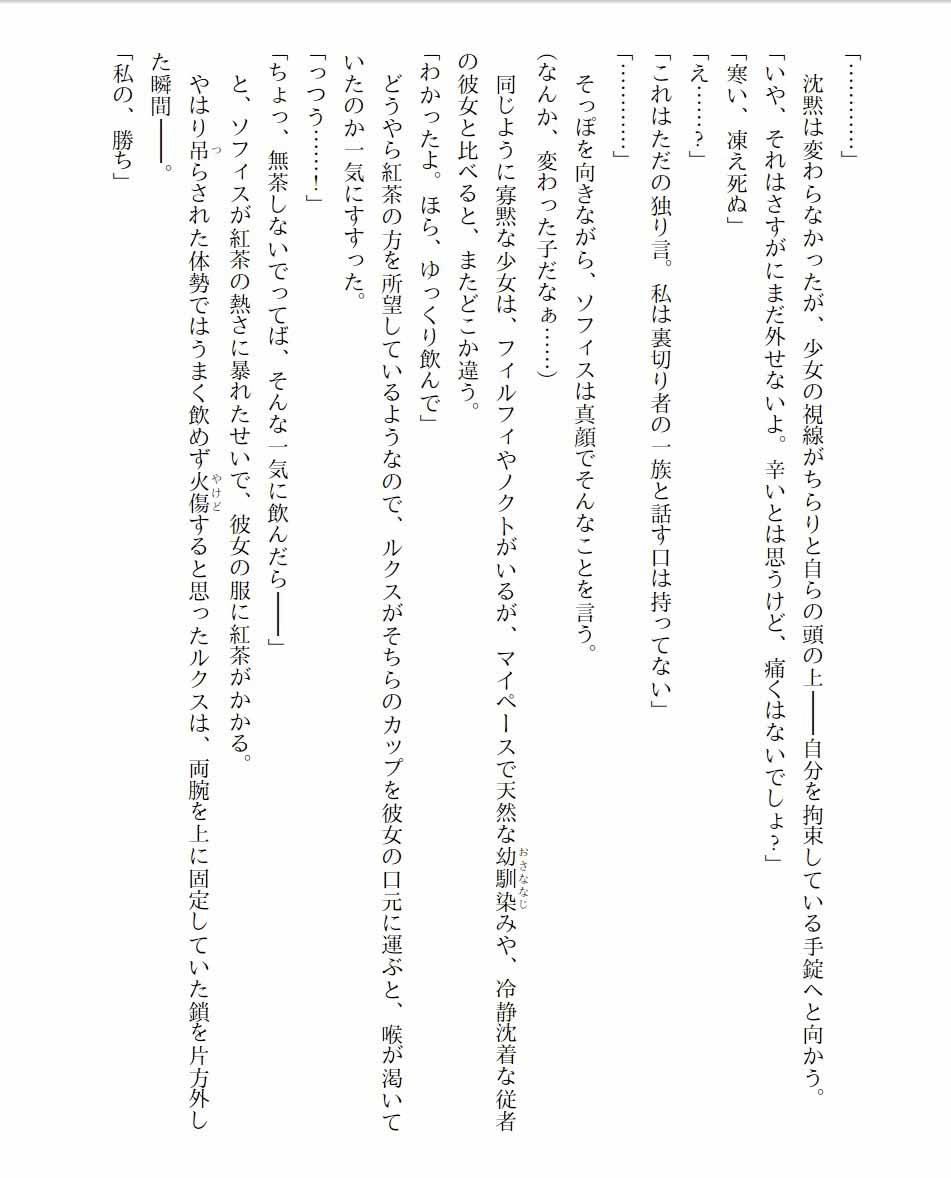 「…………」
　沈黙は変わらなかったが、少女の視線がちらりと自らの頭の上――自分を拘束している手錠へと向かう。
「いや、それはさすがにまだ外せないよ。辛いとは思うけど、痛くはないでしょ？」
「寒い、凍え死ぬ」
「え……？」
「これはただの独り言。私は裏切り者の一族と話す口は持ってない」
「…………」
　そっぽを向きながら、ソフィスは真顔でそんなことを言う。
（なんか、変わった子だなぁ……）
　同じように寡黙な少女は、フィルフィやノクトがいるが、マイペースで天然な幼馴染おさななじみや、冷静沈着な従者
の彼女と比べると、またどこか違う。
「わかったよ。ほら、ゆっくり飲んで」
　どうやら紅茶の方を所望しているようなので、ルクスがそちらのカップを彼女の口元に運ぶと、喉が渇いて
いたのか一気にすすった。
「っつう……！」
「ちょっ、無茶しないでってば、そんな一気に飲んだら――」
　と、ソフィスが紅茶の熱さに暴れたせいで、彼女の服に紅茶がかかる。
　やはり吊つらされた体勢ではうまく飲めず火傷やけどすると思ったルクスは、両腕を上に固定していた鎖を片方外し
た瞬間――。
「私の、勝ち」